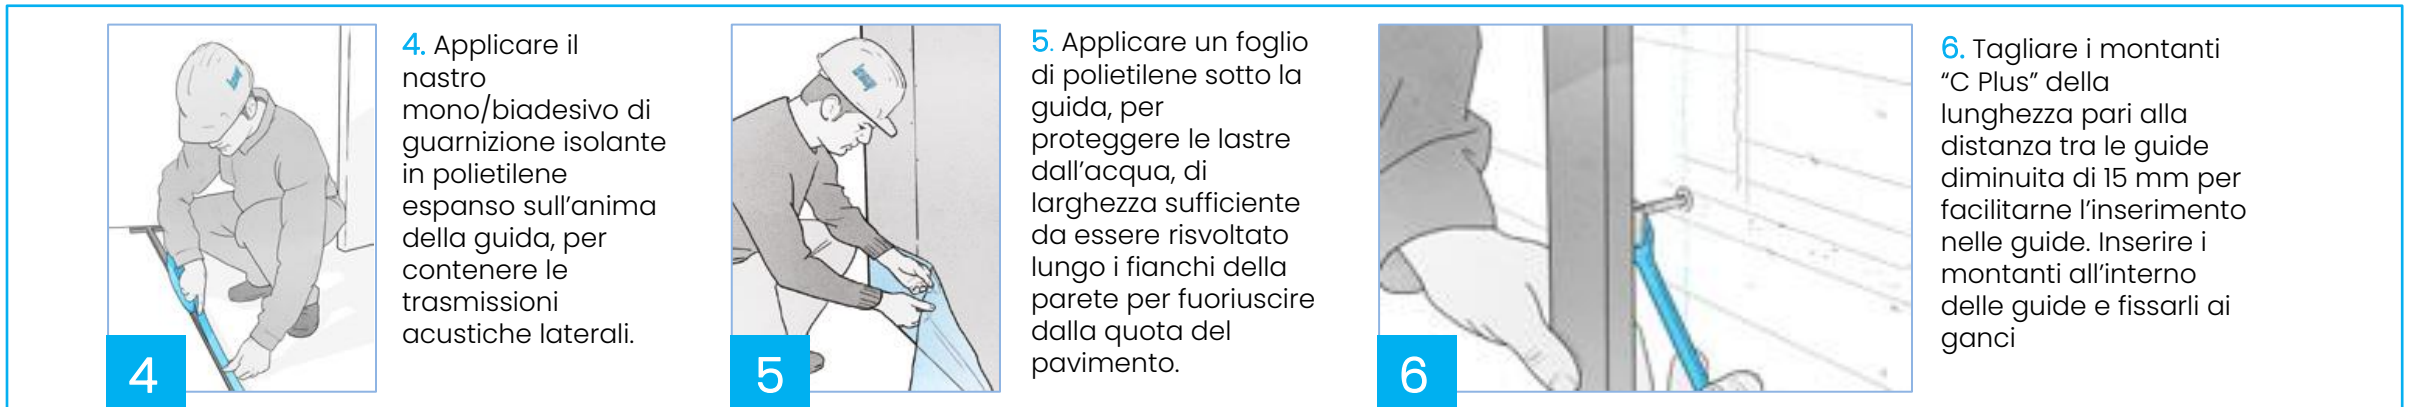 4. Applicare il
nastro
mono/biadesivo di
guarnizione isolante
in polietilene
espanso sull'anima
della guida, per
contenere le
trasmissioni
acustiche laterali.
4
5. Applicare un foglio
di polietilene sotto la
guida, per
proteggere le lastre
dall'acqua, di
larghezza sufficiente
da essere risvoltato
lungo i fianchi della
parete per fuoriuscire
dalla quota del
pavimento.
5
6. Tagliare i montanti
“C Plus” della
lunghezza pari alla
distanza tra le guide
diminuita di 15 mm per
facilitarne l'inserimento
nelle guide. Inserire i
montanti all'interno
delle guide e fissarli ai
ganci
6